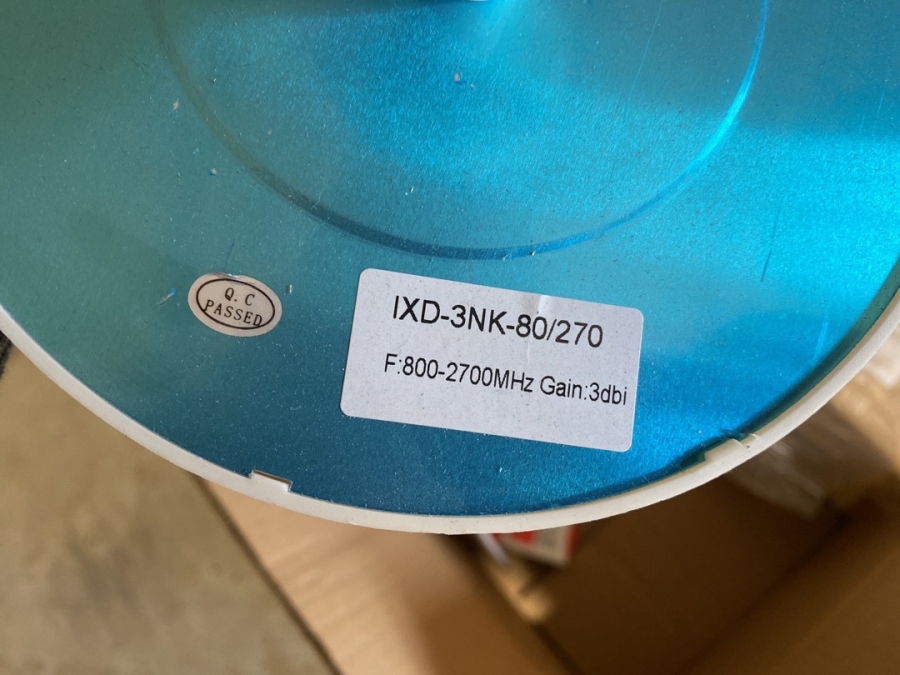 Q.C
PASSED
IXD-3NK-80/270
F:800-2700MHz Gain:3dbi